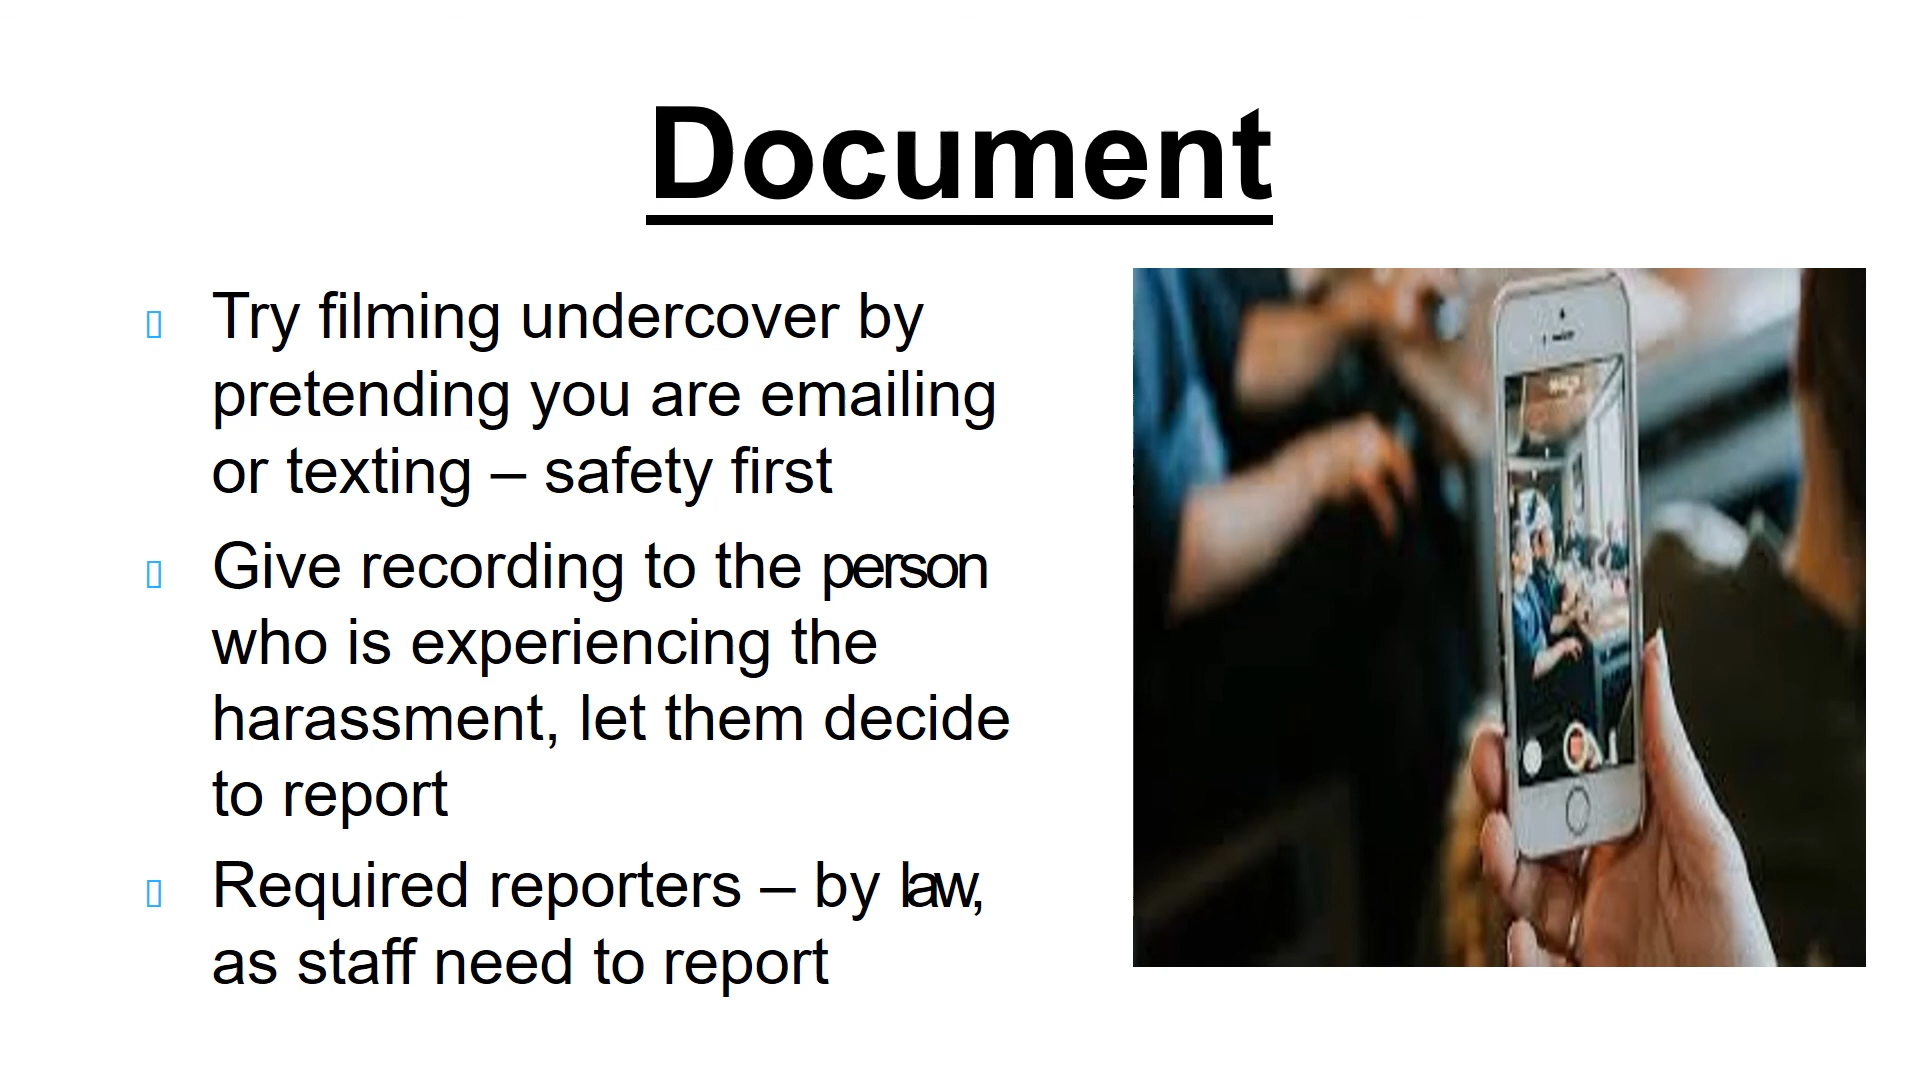 Document
Try filming undercover by
pretending you are emailing
or texting – safety first
Give recording to the person
who is experiencing the
harassment, let them decide
to report
Required reporters – by law,
as staff need to report